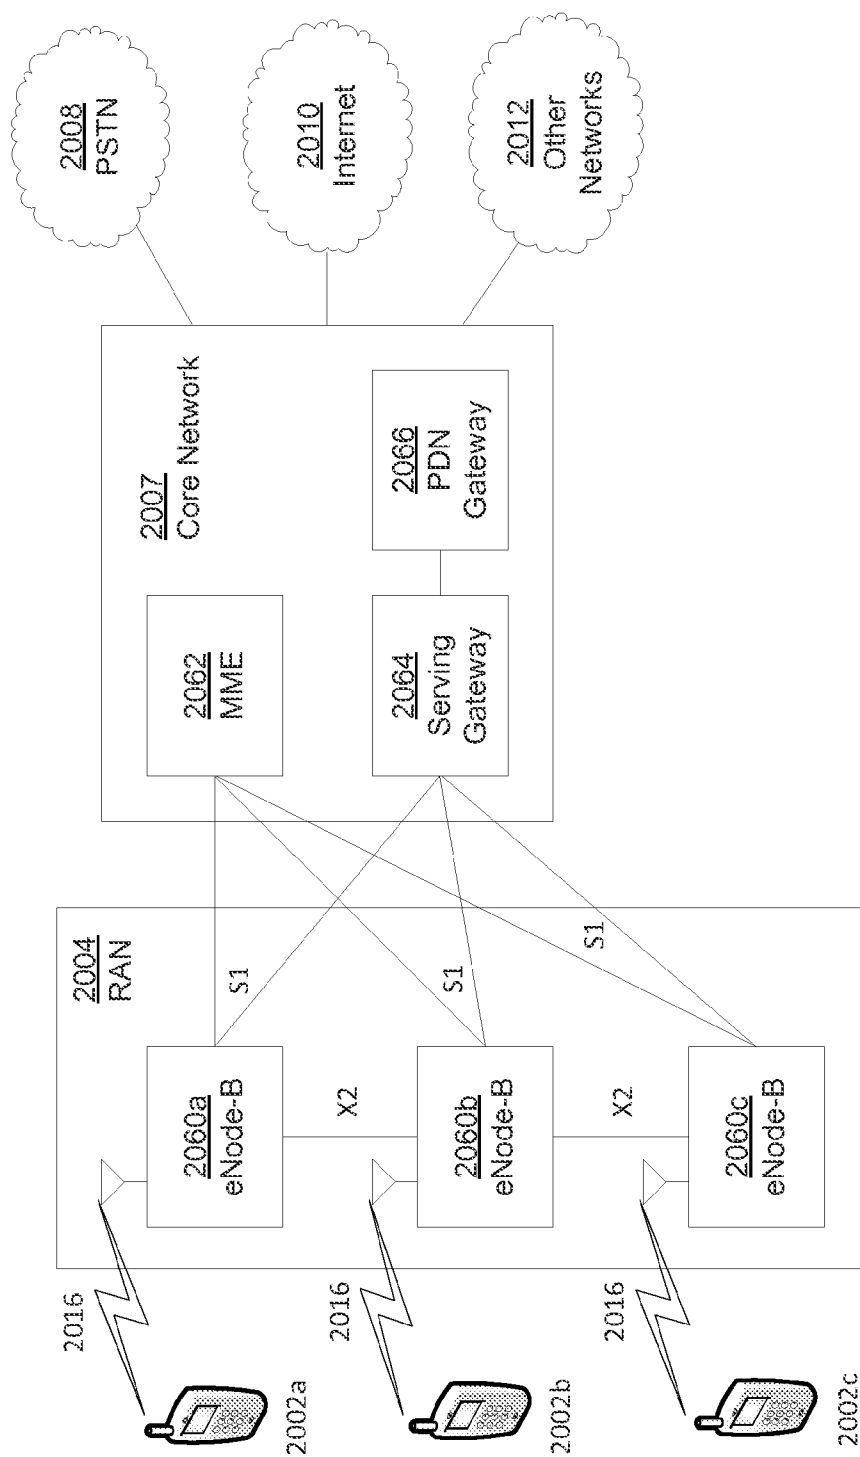 2002a
2016
2002b
2016
2002c
2016
2004
RAN
2060a
eNode-B
X2
2060b
eNode-B
X2
2060c
eNode-B
S1
S1
S1
2007
Core Network
2062
MME
2064
Serving
Gateway
2066
PDN
Gateway
2008
PSTN
2010
Internet
2012
Other
Networks